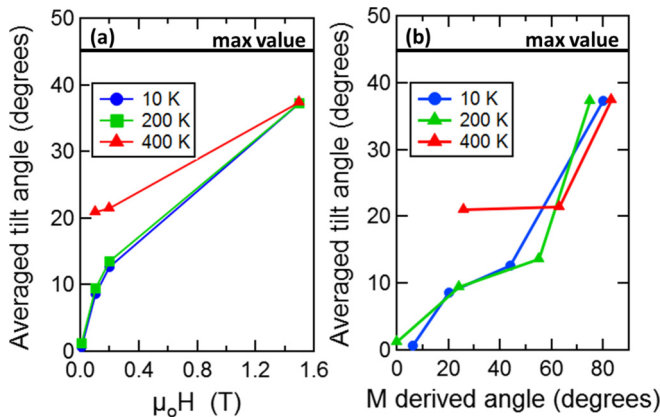 (a)
max value
50
40
30
20
10
0
10 K
200 K
400 K
0.0
0.4
0.8
1.2
1.6
Averaged tilt angle (degrees)
μoH (T)
(b)
max value
50
40
30
20
10
0
10 K
200 K
400 K
0
20
40
60
80
Averaged tilt angle (degrees)
M derived angle (degrees)